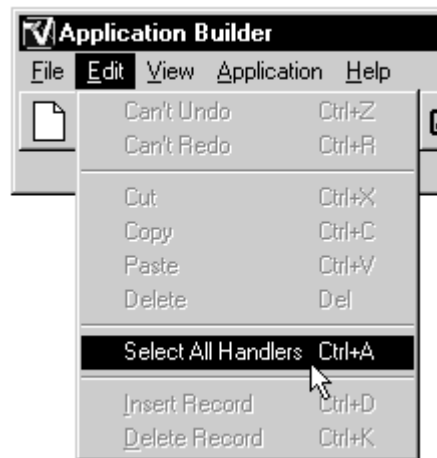 Application Builder
File Edit View Application Help
Can't Undo Ctrl+Z
Can't Redo Ctrl+R
Cut Ctrl+X
Copy Ctrl+C
Paste Ctrl+V
Delete Del
Select All Handlers Ctrl+A
Insert Record Ctrl+D
Delete Record Ctrl+K